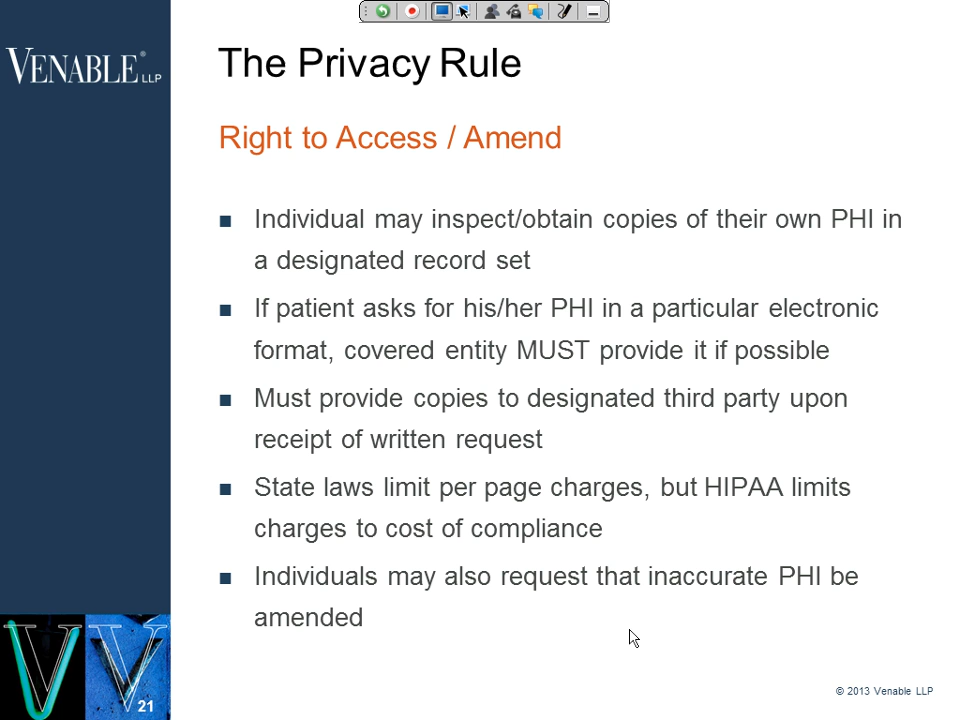 VENABLE® LLP
The Privacy Rule
Right to Access / Amend
■ Individual may inspect/obtain copies of their own PHI in
a designated record set
■ If patient asks for his/her PHI in a particular electronic
format, covered entity MUST provide it if possible
■ Must provide copies to designated third party upon
receipt of written request
■ State laws limit per page charges, but HIPAA limits
charges to cost of compliance
■ Individuals may also request that inaccurate PHI be
amended
V V
21
© 2013 Venable LLP